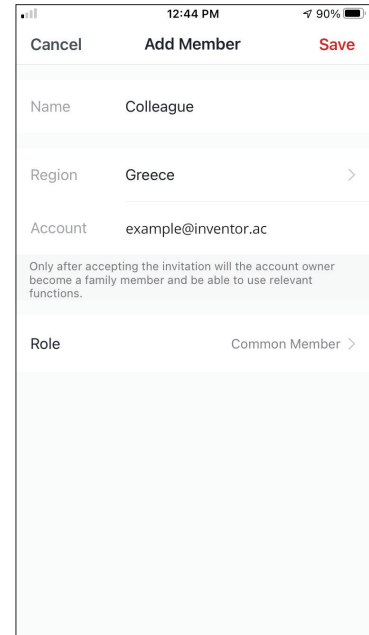 12:44 PM 90%
Cancel Add Member Save
Name Colleague
Region Greece
Account example@inventor.ac
Only after accepting the invitation will the account owner
become a family member and be able to use relevant
functions.
Role Common Member